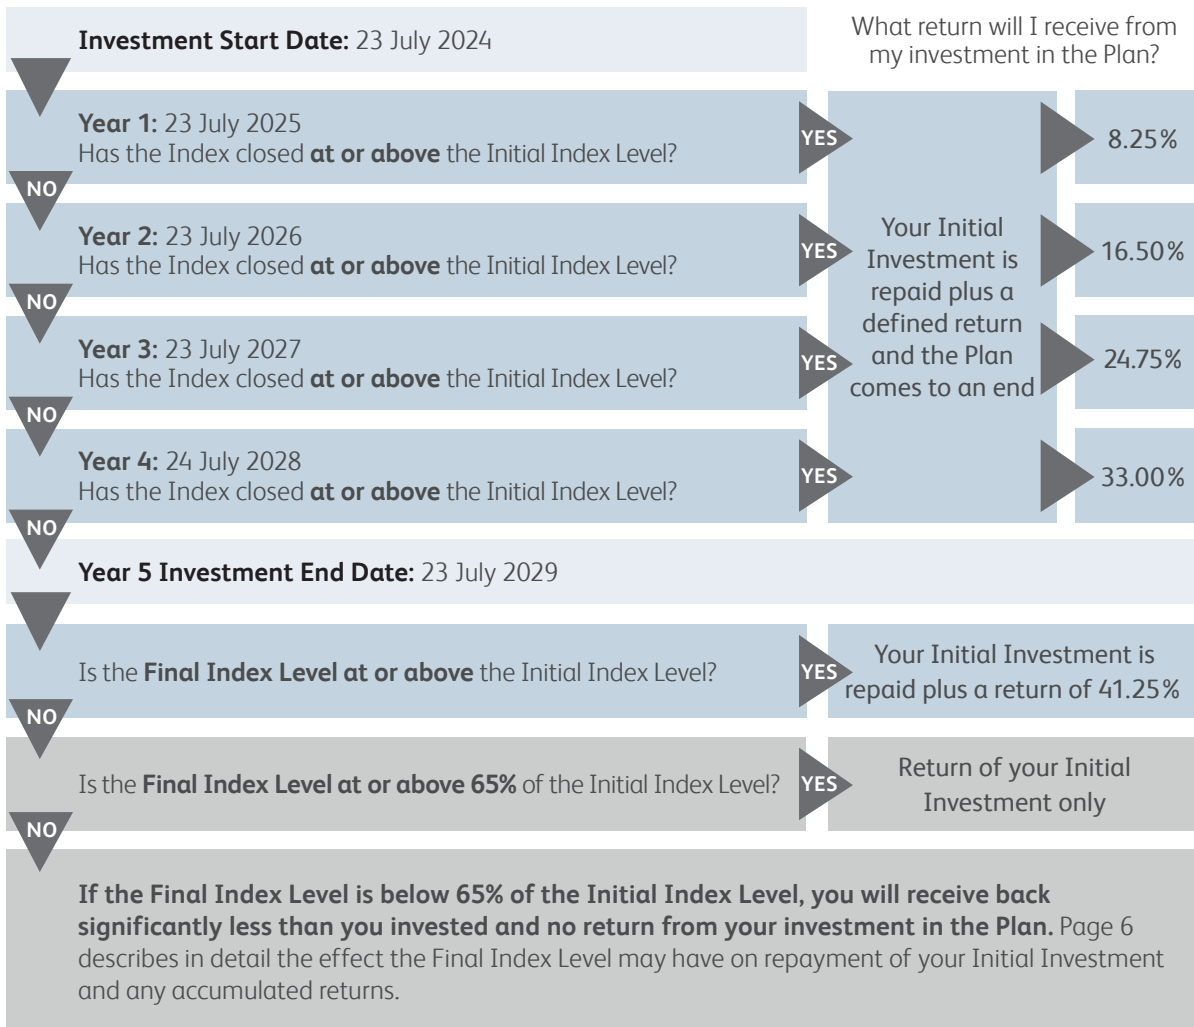 Investment Start Date: 23 July 2024
What return will I receive from
my investment in the Plan?
Year 1: 23 July 2025
Has the Index closed at or above the Initial Index Level?
YES
8.25%
NO
Year 2: 23 July 2026
Has the Index closed at or above the Initial Index Level?
YES
16.50%
NO
Year 3: 23 July 2027
Has the Index closed at or above the Initial Index Level?
YES
24.75%
NO
Year 4: 24 July 2028
Has the Index closed at or above the Initial Index Level?
YES
33.00%
Your Initial
Investment is
repaid plus a
defined return
and the Plan
comes to an end
NO
Year 5 Investment End Date: 23 July 2029
Is the Final Index Level at or above the Initial Index Level?
YES
Your Initial Investment is
repaid plus a return of 41.25%
NO
Is the Final Index Level at or above 65% of the Initial Index Level?
YES
Return of your Initial
Investment only
NO
If the Final Index Level is below 65% of the Initial Index Level, you will receive back
significantly less than you invested and no return from your investment in the Plan. Page 6
describes in detail the effect the Final Index Level may have on repayment of your Initial Investment
and any accumulated returns.